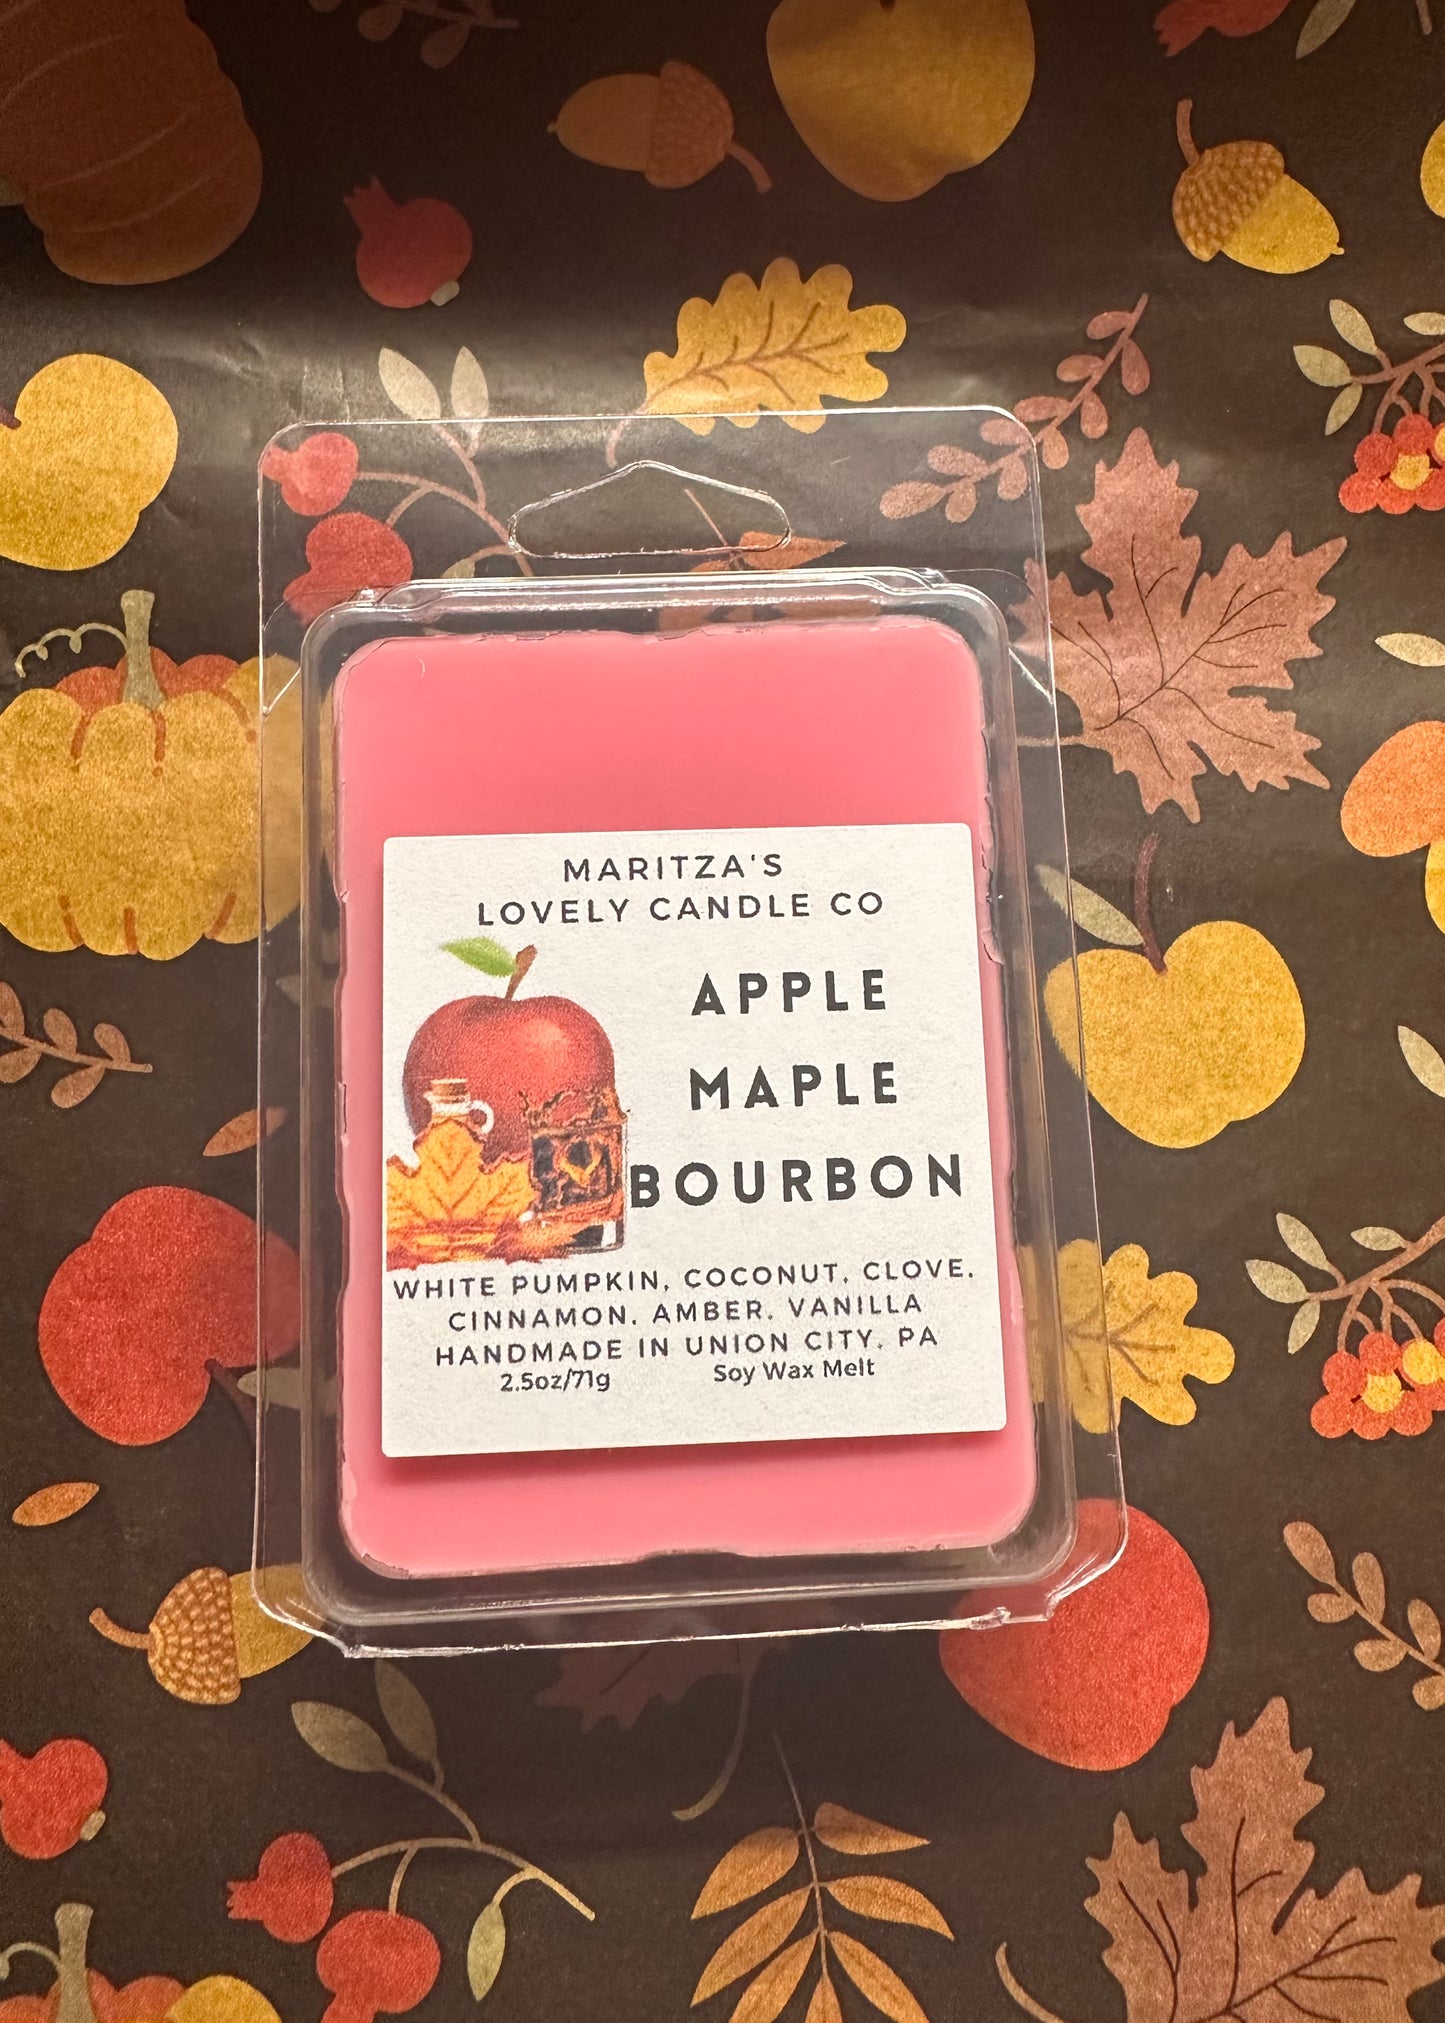 MARITZA'S
LOVELY CANDLE CO
APPLE
MAPLE
BOURBON
WHITE PUMPKIN, COCONUT, CLOVE,
CINNAMON, AMBER, VANILLA
HANDMADE IN UNION CITY, PA
2.5oz/71g Soy Wax Melt